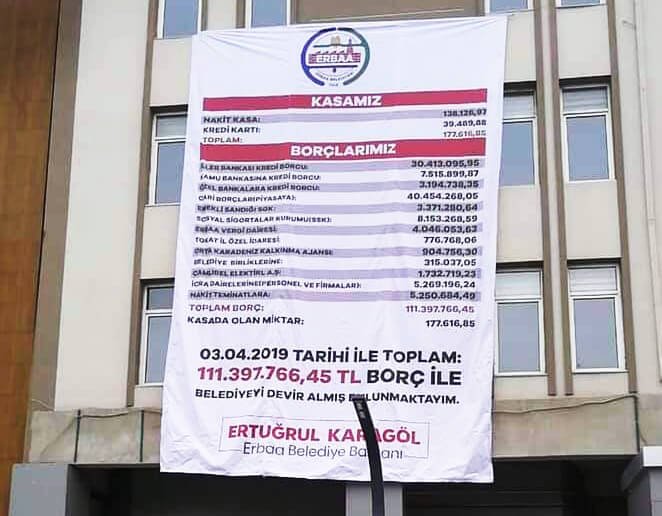 ERBAA
ERBAA BELEDİYESİ
KASAMIZ
NAKİT KASA: 138.126,97
KREDİ KARTI: 39.489,88
TOPLAM: 177.616,85
BORÇLARIMIZ
İLLER BANKASI KREDİ BORCU: 30.413.095,95
KAMU BANKASINA KREDİ BORCU: 7.515.899,87
ÖZEL BANKALARA KREDİ BORCU: 3.194.738,35
CARİ BORÇLAR(PİYASAYA): 40.454.268,05
EMEKLİ SANDIĞI SGK: 3.371.280,64
SOSYAL SİGORTALAR KURUMU(SSK): 8.153.268,59
ERBAA VERGİ DAİRESİ: 4.046.053,63
TOKAT İL ÖZEL İDARESİ: 776.768,06
ORTA KARADENİZ KALKINMA AJANSI: 904.756,30
BELEDİYE BİRLİKLERİNE: 315.037,05
ÇAMLIBEL ELEKTİRİ. A.Ş: 1.732.719,23
İCRA DAİRELERİNE(PERSONEL VE FİRMALAR): 5.269.196,24
NAKİT TEMİNATLARA: 5.250.684,49
TOPLAM BORÇ: 111.397.766,45
KASADA OLAN MİKTAR: 177.616,85
03.04.2019 TARİHİ İLE TOPLAM:
111.397.766,45 TL BORÇ İLE
BELEDİYEYİ DEVİR ALMIŞ BULUNMAKTAYIM.
ERTUĞRUL KARAGÖL
Erbaa Belediye Başkanı